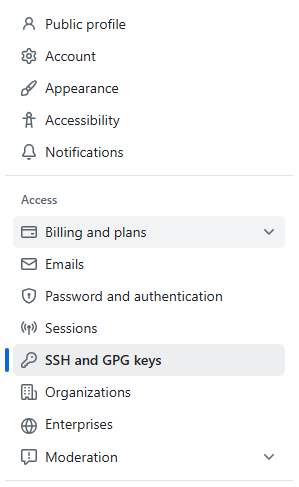 Public profile
Account
Appearance
Accessibility
Notifications
Access
Billing and plans
Emails
Password and authentication
Sessions
SSH and GPG keys
Organizations
Enterprises
Moderation